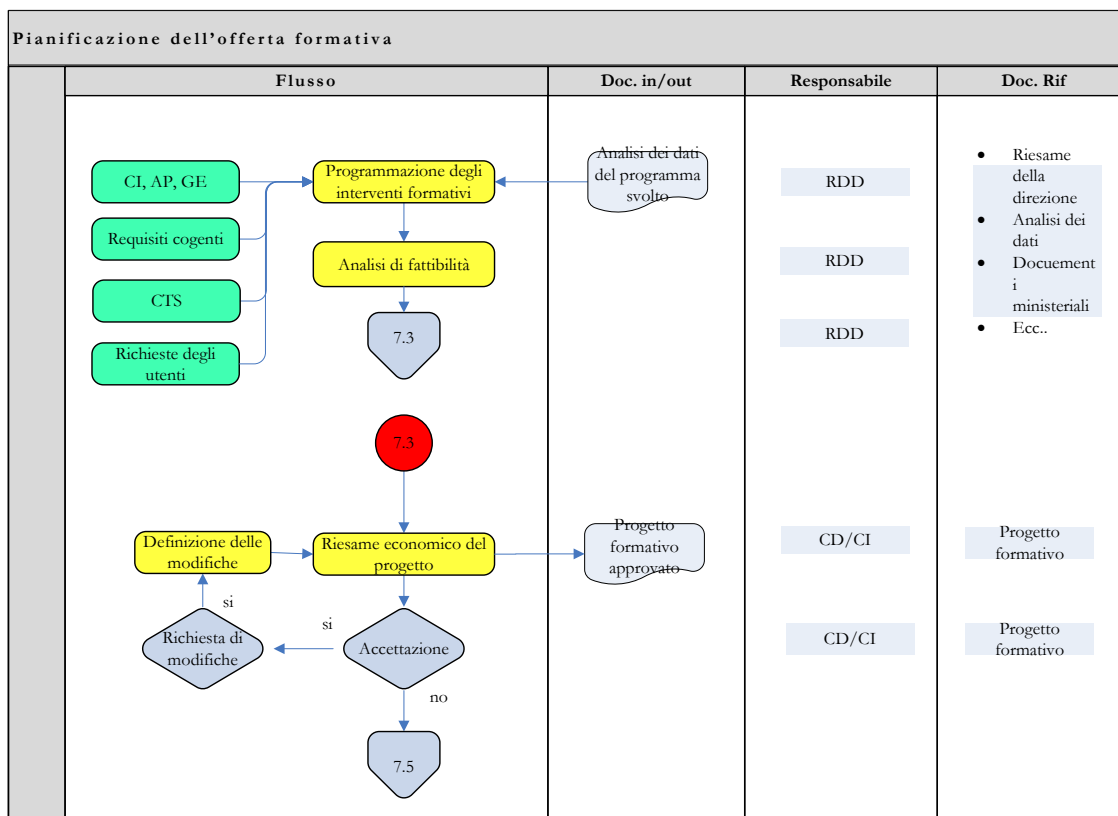 Pianificazione dell'offerta formativa
Flusso
Doc. in/out
Responsabile
Doc. Rif
CI, AP, GE
Requisiti cogenti
CTS
Richieste degli
utenti
Programmazione degli
interventi formativi
Analisi di fattibilità
7.3
Analisi dei dati
del programma
svolto
RDD
RDD
RDD
• Riesame
della
direzione
• Analisi dei
dati
• Docuement
i
ministeriali
• Ecc..
7.3
Definizione delle
modifiche
Riesame economico del
progetto
Progetto
formativo
approvato
CD/CI
Progetto
formativo
si
si
Richiesta di
modifiche
Accettazione
CD/CI
Progetto
formativo
no
7.5